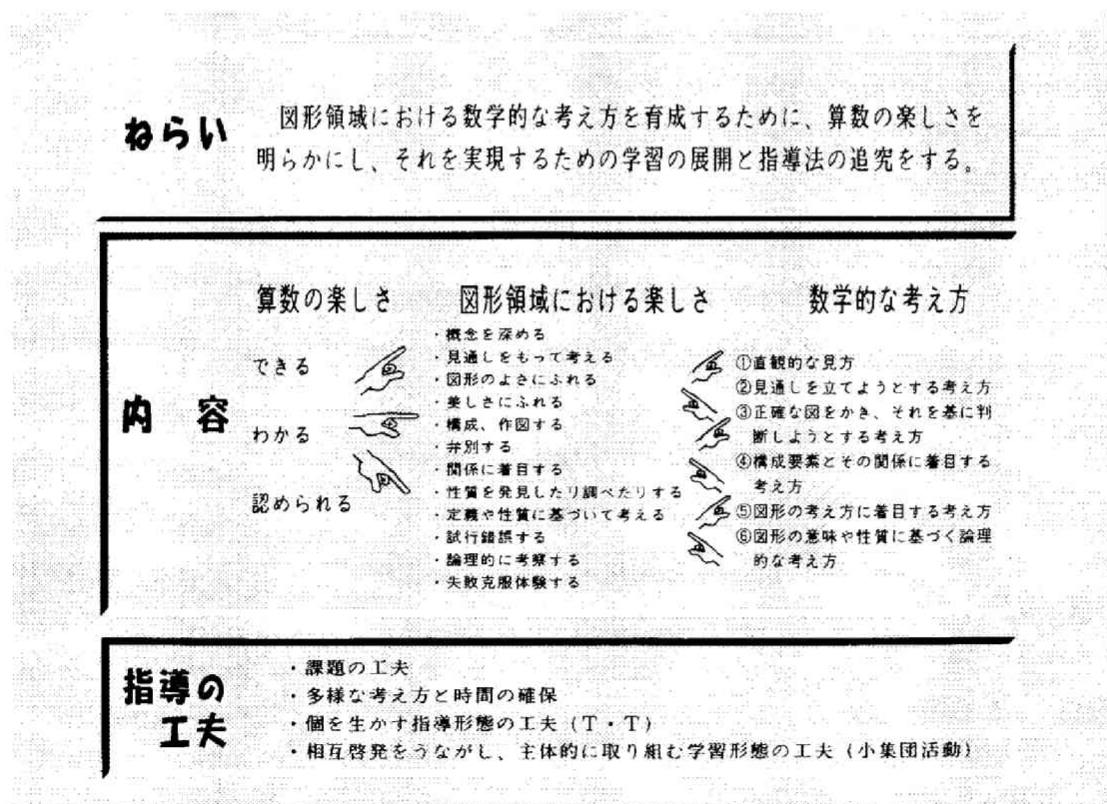 ねらい
図形領域における数学的な考え方を育成するために、算数の楽しさを
明らかにし、それを実現するための学習の展開と指導法の追究をする。
内 容
算数の楽しさ
できる
わかる
認められる
図形領域における楽しさ
・概念を深める
・見通しをもって考える
・図形のよさにふれる
・美しさにふれる
・構成、作図する
・弁別する
・関係に着目する
・性質を発見したり調べたりする
・定義や性質に基づいて考える
・試行錯誤する
・論理的に考察する
・失敗克服体験する
数学的な考え方
①直観的な見方
②見通しを立てようとする考え方
③正確な図をかき、それを基に判
断しようとする考え方
④構成要素とその関係に着目する
考え方
⑤図形の考え方に着目する考え方
⑥図形の意味や性質に基づく論理
的な考え方
指導の
工夫
・課題の工夫
・多様な考え方と時間の確保
・個を生かす指導形態の工夫（T・T）
・相互啓発をうながし、主体的に取り組む学習形態の工夫（小集団活動）